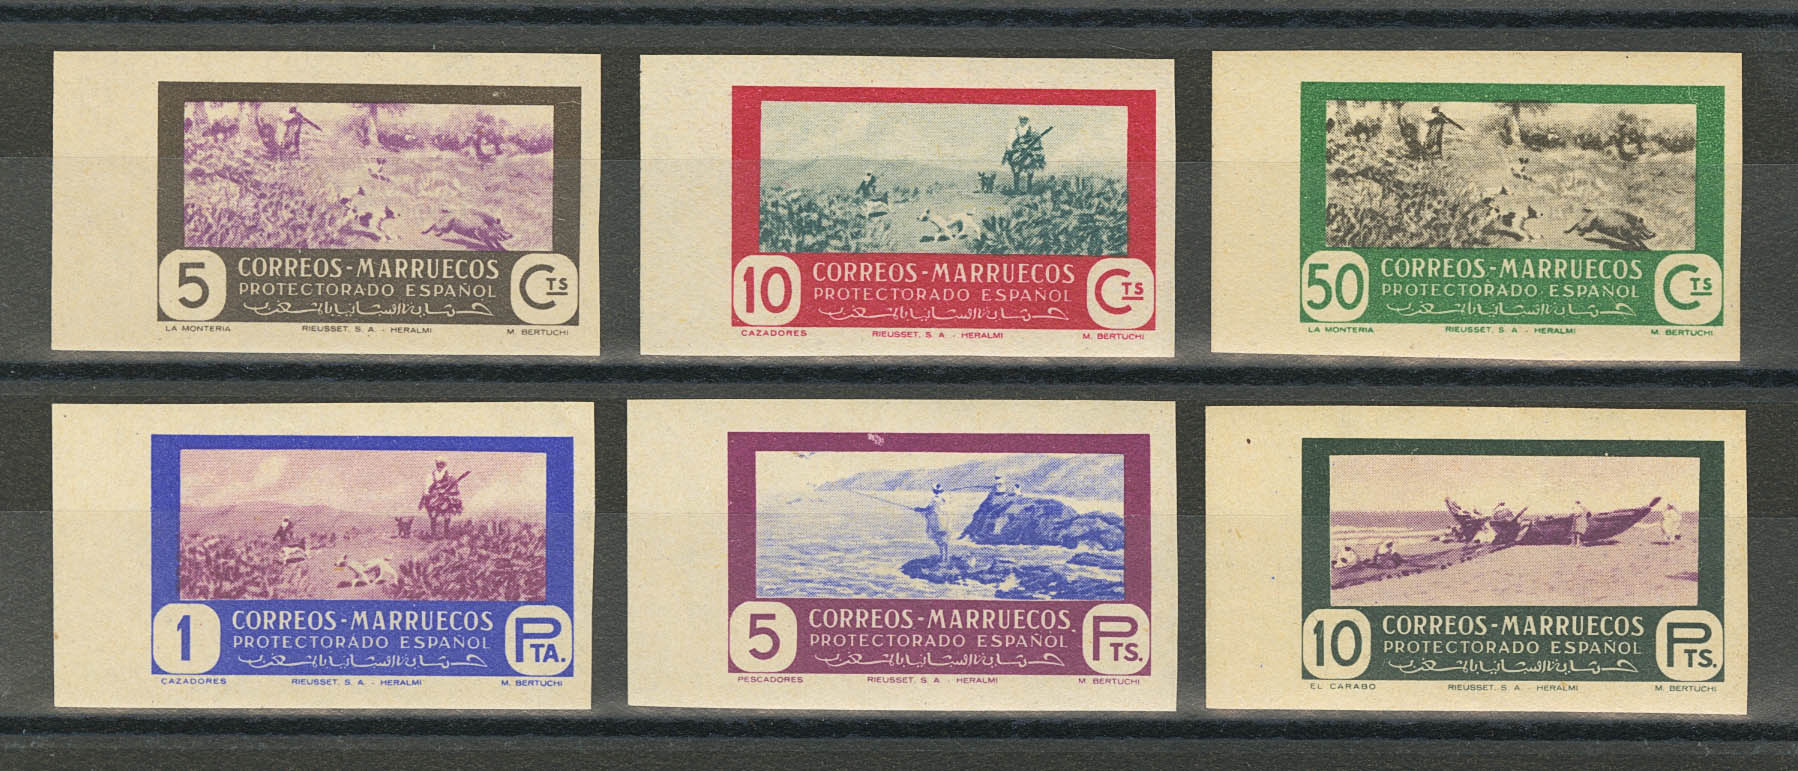 5 CORREOS-MARRUECOS CTS
PROTECTORADO ESPAÑOL
LA MONTERIA RIEUSSET, S. A. - HERALMI M. BERTUCHI
10 CORREOS-MARRUECOS CTS
PROTECTORADO ESPAÑOL
CAZADORES RIEUSSET, S. A. - HERALMI M. BERTUCHI
50 CORREOS-MARRUECOS CTS
PROTECTORADO ESPAÑOL
LA MONTERIA RIEUSSET, S. A. - HERALMI M. BERTUCHI
1 CORREOS-MARRUECOS PTA.
PROTECTORADO ESPAÑOL
CAZADORES RIEUSSET, S. A. - HERALMI M. BERTUCHI
5 CORREOS-MARRUECOS PTS.
PROTECTORADO ESPAÑOL
PESCADORES RIEUSSET, S. A. - HERALMI M. BERTUCHI
10 CORREOS-MARRUECOS PTS.
PROTECTORADO ESPAÑOL
EL CARABO RIEUSSET, S. A. - HERALMI M. BERTUCHI